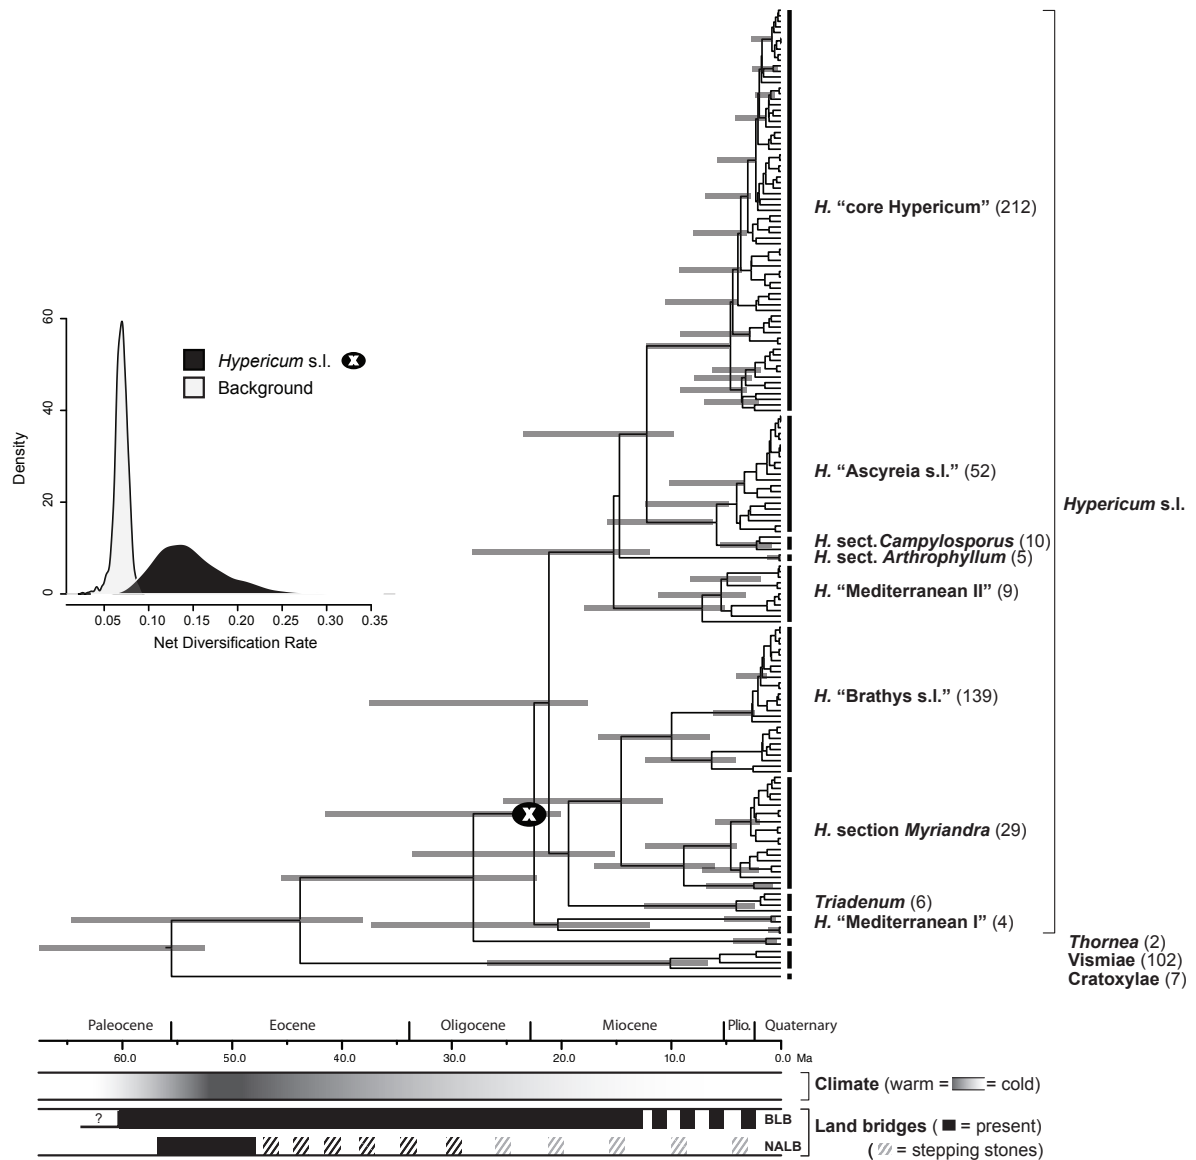 H. “core Hypericum” (212)
60
40
20
0
Density
X
Hypericum s.l.
Background
0.05 0.10 0.15 0.20 0.25 0.30 0.35
Net Diversification Rate
H. “Ascyreia s.l.” (52)
Hypericum s.l.
H. sect. Campylosporus (10)
H. sect. Arthrophyllum (5)
H. “Mediterranean II” (9)
H. “Brathys s.l.” (139)
X
H. section Myriandra (29)
Triadenum (6)
H. “Mediterranean I” (4)
Thornea (2)
Vismiae (102)
Cratoxylae (7)
Paleocene Eocene Oligocene Miocene Plio. Quaternary
60.0 50.0 40.0 30.0 20.0 10.0 0.0 Ma
Climate (warm = = cold)
? BLB
Land bridges ( = present)
NALB
( = stepping stones)